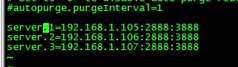 #autopurge.purgeInterval=1
server.1=192.168.1.105:2888:3888
server.2=192.168.1.106:2888:3888
server.3=192.168.1.107:2888:3888
~
~